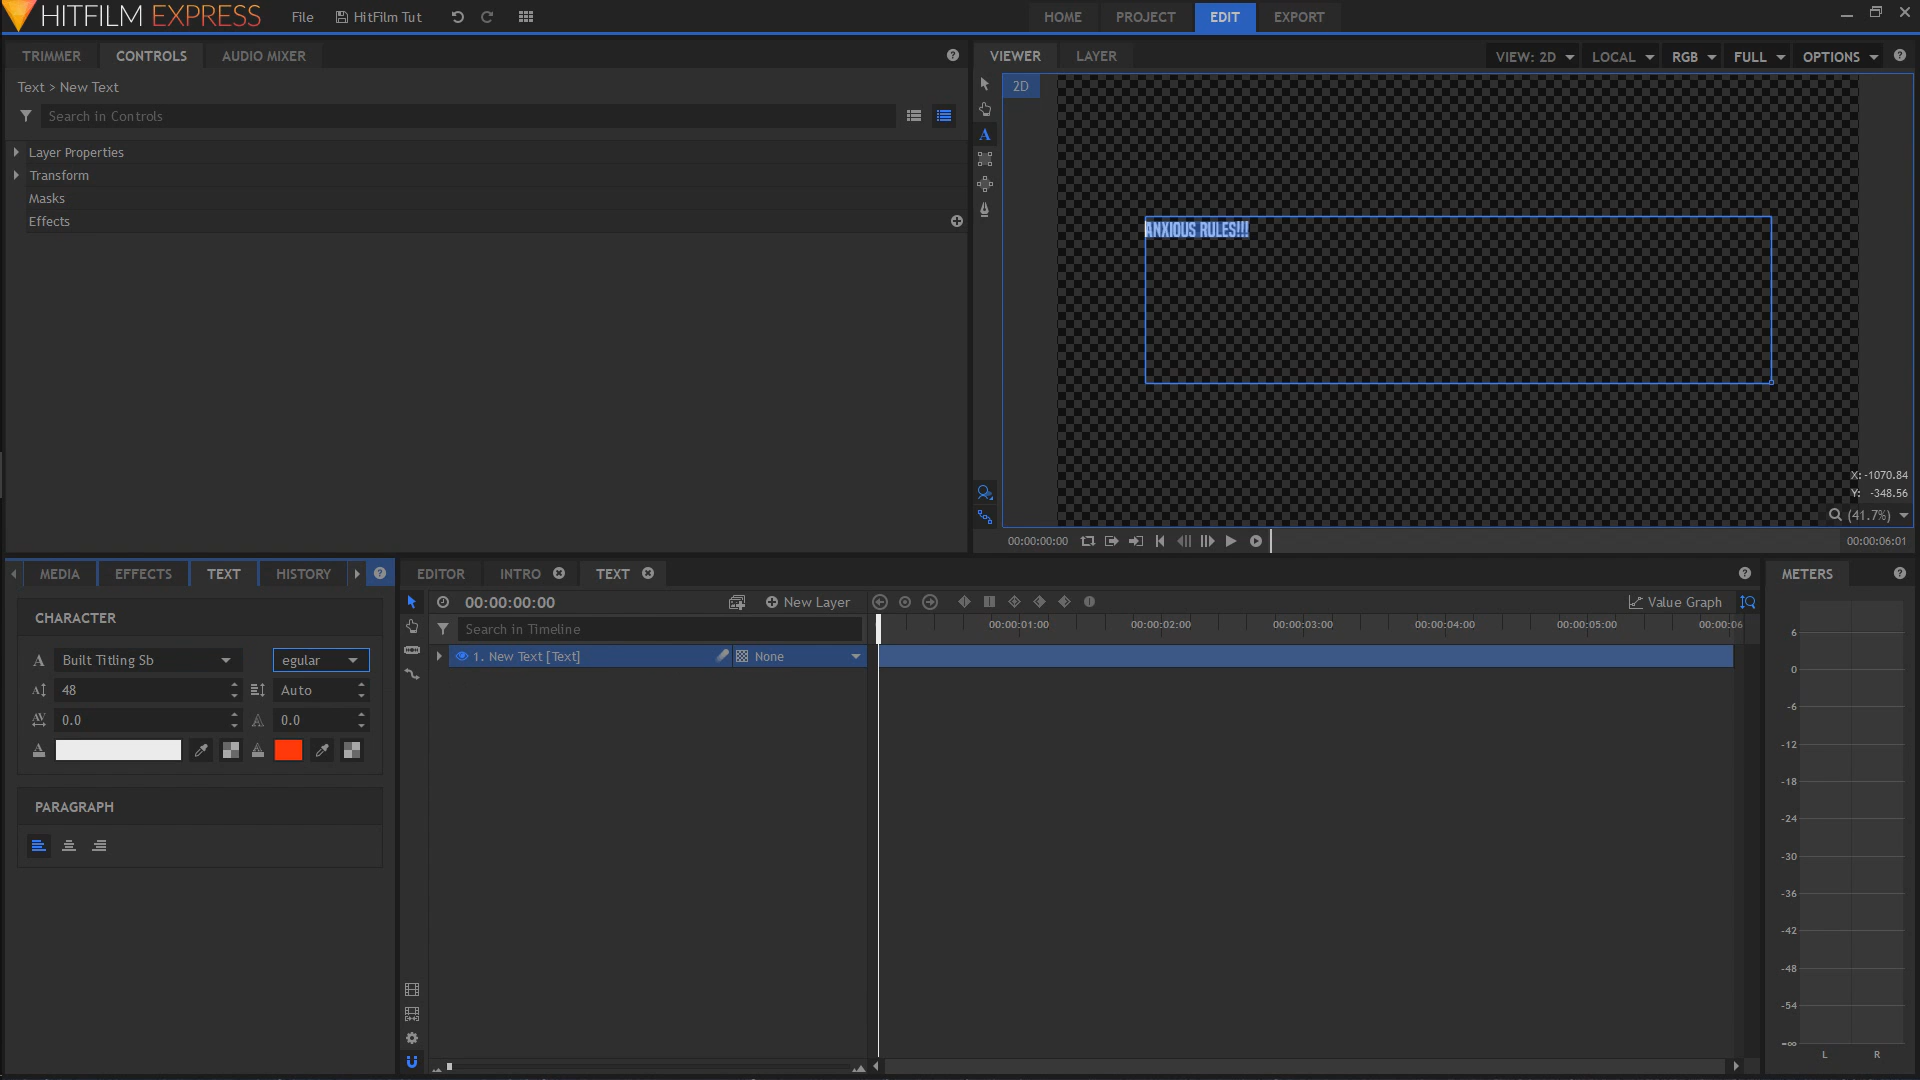 HITFILM EXPRESS
File
HitFilm Tut
HOME
PROJECT
EDIT
EXPORT
TRIMMER
CONTROLS
AUDIO MIXER
VIEWER
LAYER
VIEW: 2D
LOCAL
RGB
FULL
OPTIONS
Text > New Text
Search in Controls
Layer Properties
Transform
Masks
Effects
2D
ANXIOUS RULES!!!
X: -1070.84
Y: -348.56
(41.7%)
00:00:00:00
00:00:06:01
MEDIA
EFFECTS
TEXT
HISTORY
EDITOR
INTRO
TEXT
METERS
CHARACTER
Built Titling Sb
egular
48
Auto
0.0
0.0
PARAGRAPH
00:00:00:00
New Layer
Value Graph
Search in Timeline
00:00:01:00
00:00:02:00
00:00:03:00
00:00:04:00
00:00:05:00
00:00:06
1. New Text [Text]
None
6
0
-6
-12
-18
-24
-30
-36
-42
-48
-54
-∞
L
R